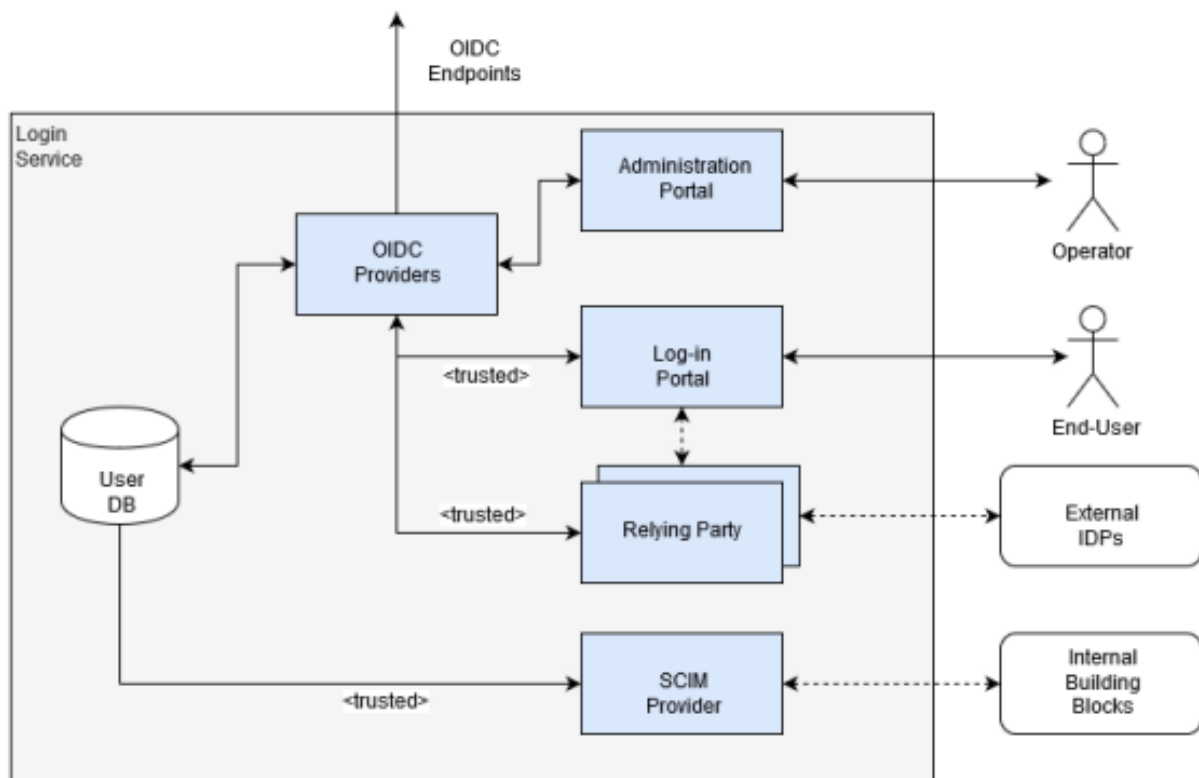 OIDC
Endpoints
Login
Service
Administration
Portal
Operator
OIDC
Providers
Log-in
Portal
<trusted>
End-User
User
DB
<trusted>
Relying Party
External
IDPs
SCIM
Provider
<trusted>
Internal
Building
Blocks